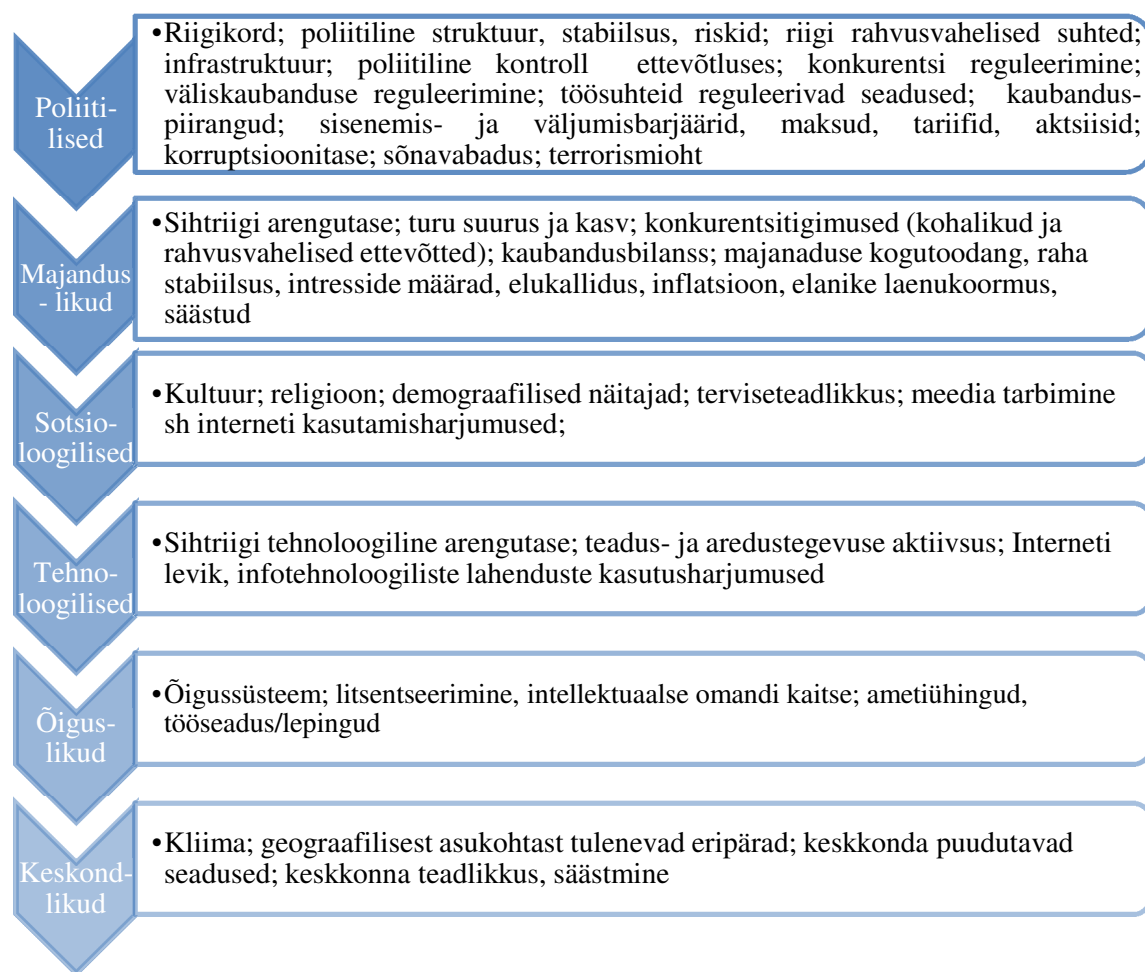 Poliiti-
lised
•Riigikord; poliitiline struktuur, stabiilsus, riskid; riigi rahvusvahelised suhted;
infrastruktuur; poliitiline kontroll ettevõtluses; konkurentsi reguleerimine;
väliskaubanduse reguleerimine; töösuhteid reguleerivad seadused; kaubandus-
piirangud; sisenemis- ja väljumisbarjäärid, maksud, tariifid, aktsiisid;
korruptsioonitase; sõnavabadus; terrorismioht
Majandus
- likud
•Sihtriigi arengutase; turu suurus ja kasv; konkurentsitigimused (kohalikud ja
rahvusvahelised ettevõtted); kaubandusbilanss; majanaduse kogutoodang, raha
stabiilsus, intresside määrad, elukallidus, inflatsioon, elanike laenukoormus,
säästud
Sotsio-
loogilised
•Kultuur; religioon; demograafilised näitajad; terviseteadlikkus; meedia tarbimine
sh interneti kasutamisharjumused;
Tehno-
loogilised
•Sihtriigi tehnoloogiline arengutase; teadus- ja aredustegevuse aktiivsus; Interneti
levik, infotehnoloogiliste lahenduste kasutusharjumused
Õigus-
likud
•Õigussüsteem; litsentseerimine, intellektuaalse omandi kaitse; ametiühingud,
tööseadus/lepingud
Keskond-
likud
•Kliima; geograafilisest asukohtast tulenevad eripärad; keskkonda puudutavad
seadused; keskkonna teadlikkus, säästmine